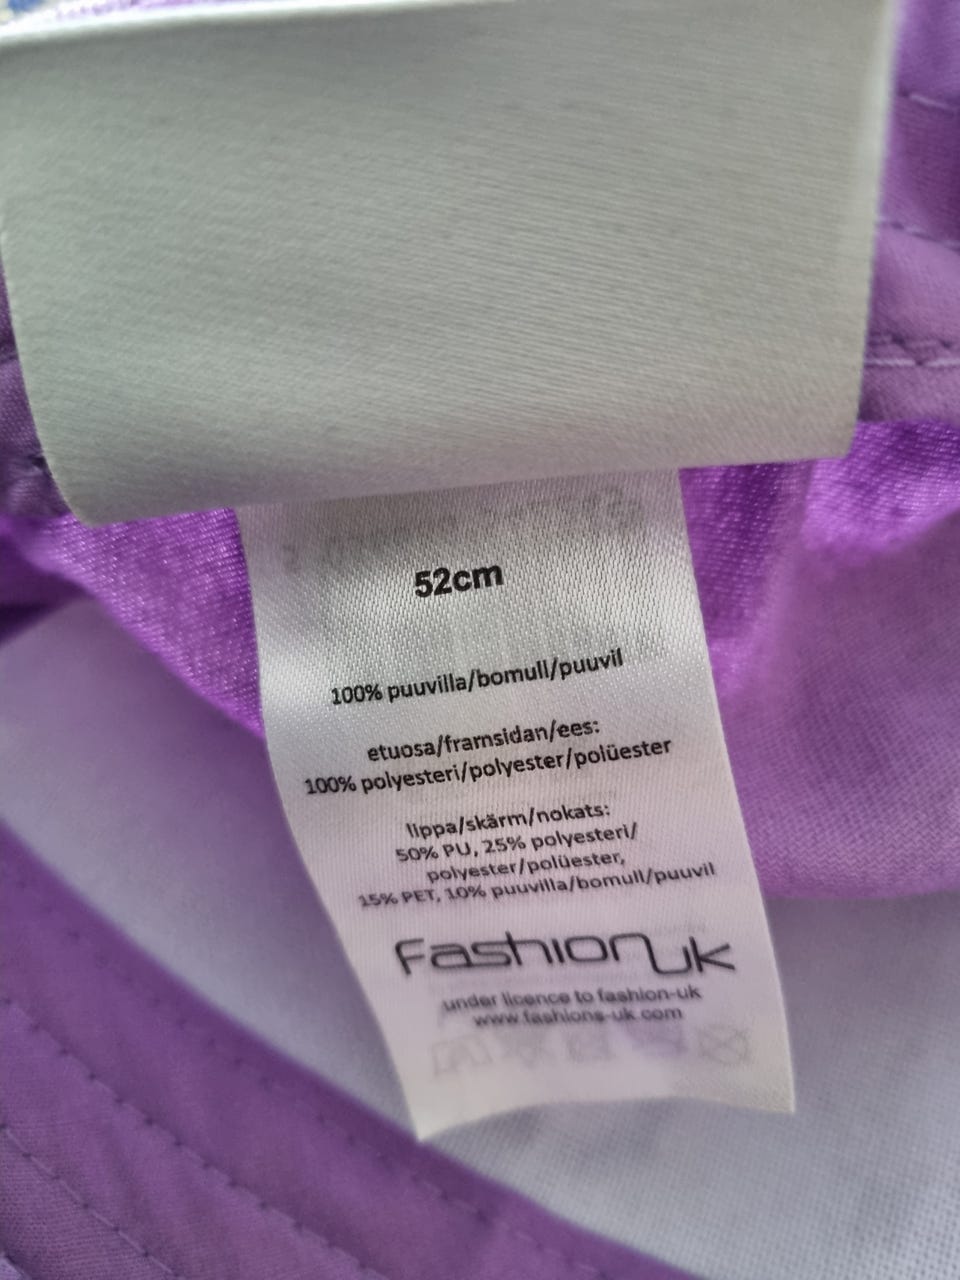 52cm
100% puuvilla/bomull/puuvil
etuosa/framsidan/ees:
100% polyesteri/polyester/polüester
lippa/skärm/nokats:
50% PU, 25% polyesteri/
polyester/polüester,
15% PET, 10% puuvilla/bomull/puuvil
Fashion uk
under licence to fashion-uk
www.fashions-uk.com